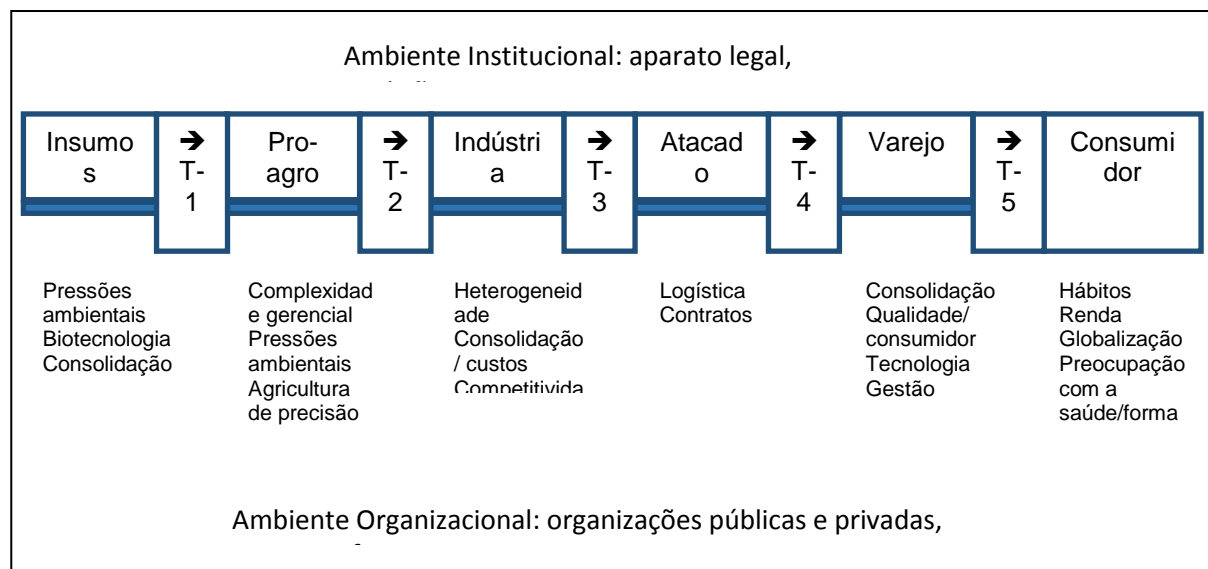 Ambiente Institucional: aparato legal,
Insumo
s
➔
T-
1
Pro-
agro
➔
T-
2
Indústri
a
➔
T-
3
Atacad
o
➔
T-
4
Varejo
➔
T-
5
Consumi
dor
Pressões
ambientais
Biotecnologia
Consolidação
Complexidad
e gerencial
Pressões
ambientais
Agricultura
de precisão
Heterogeneid
ade
Consolidação
/ custos
Competitivida
Logística
Contratos
Consolidação
Qualidade/
consumidor
Tecnologia
Gestão
Hábitos
Renda
Globalização
Preocupação
com a
saúde/forma
Ambiente Organizacional: organizações públicas e privadas,